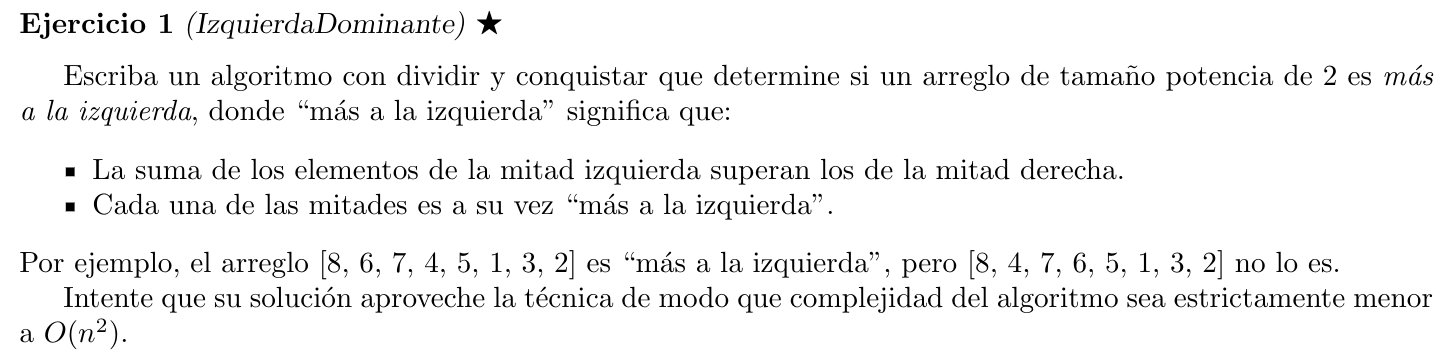 Ejercicio 1 (IzquierdaDominante) ★
Escriba un algoritmo con dividir y conquistar que determine si un arreglo de tamaño potencia de 2 es más
a la izquierda, donde “más a la izquierda” significa que:
▪ La suma de los elementos de la mitad izquierda superan los de la mitad derecha.
▪ Cada una de las mitades es a su vez “más a la izquierda”.
Por ejemplo, el arreglo [8, 6, 7, 4, 5, 1, 3, 2] es “más a la izquierda”, pero [8, 4, 7, 6, 5, 1, 3, 2] no lo es.
Intente que su solución aproveche la técnica de modo que complejidad del algoritmo sea estrictamente menor
a O(n²).